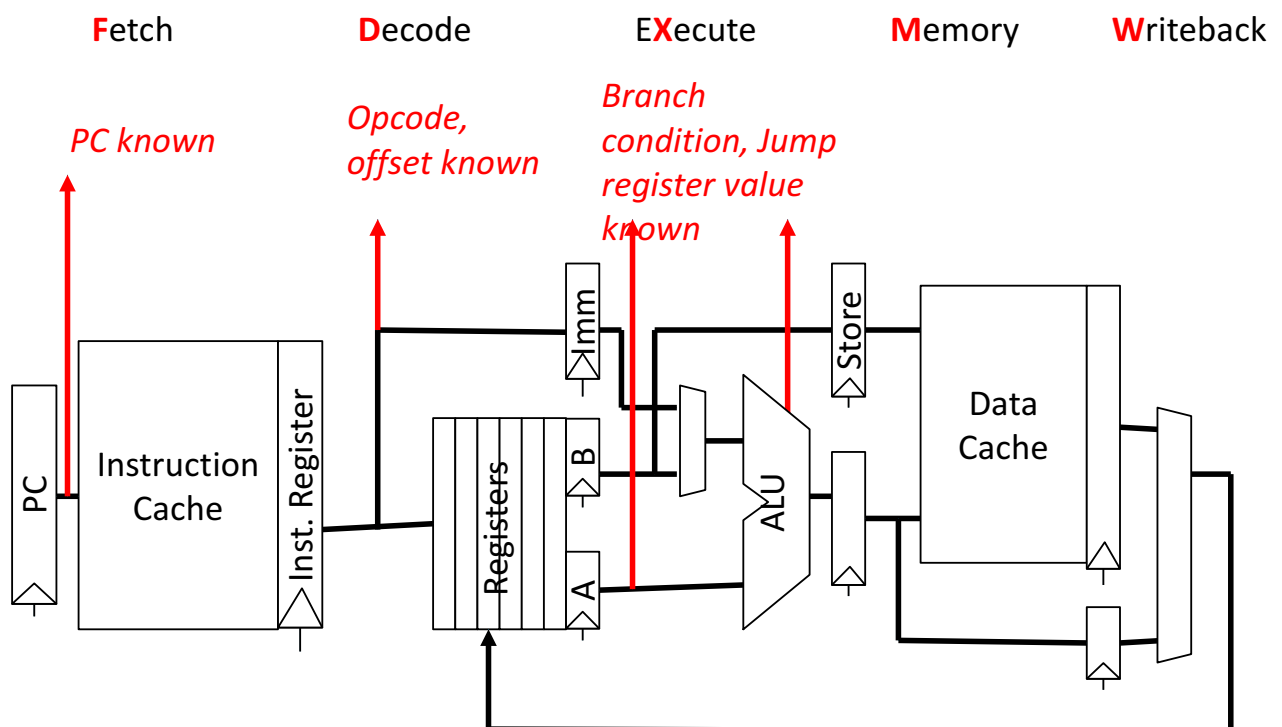 Fetch
Decode
EXecute
Memory
Writeback
PC known
Opcode,
offset known
Branch
condition, Jump
register value
known
PC
Instruction
Cache
Inst. Register
Registers
Imm
B
A
ALU
Store
Data
Cache